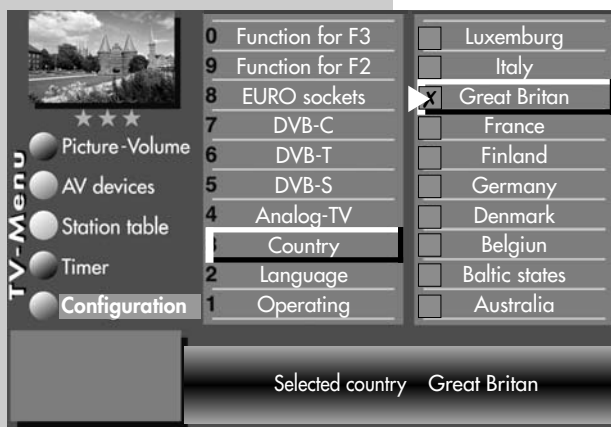 TV-Menu
Picture-Volume
AV devices
Station table
Timer
Configuration
0 Function for F3
9 Function for F2
8 EURO sockets
7 DVB-C
6 DVB-T
5 DVB-S
4 Analog-TV
3 Country
2 Language
1 Operating
Luxemburg
Italy
X Great Britan
France
Finland
Germany
Denmark
Belgiun
Baltic states
Australia
Selected country Great Britan